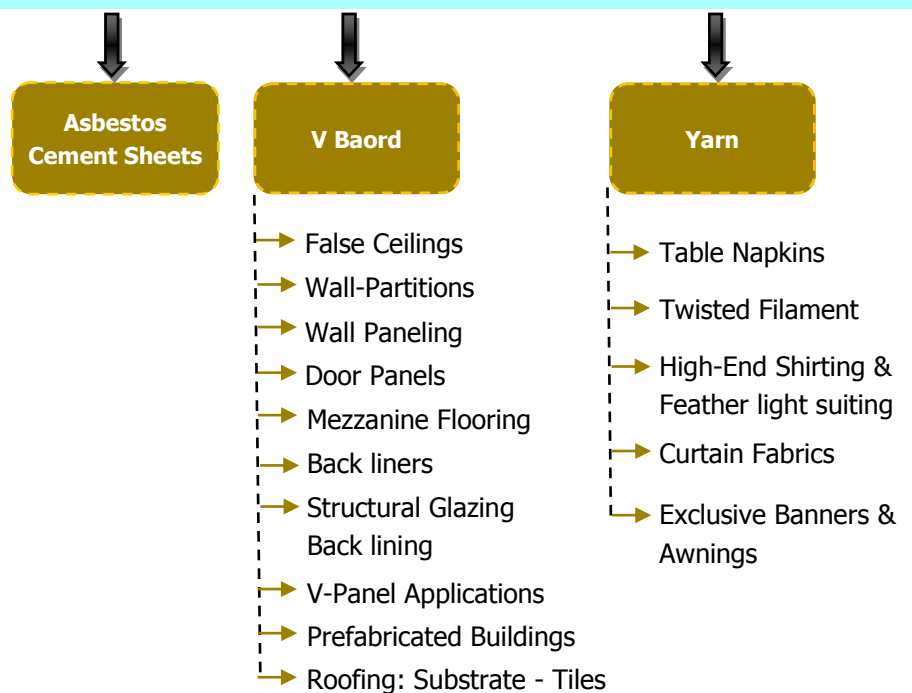 Asbestos
Cement Sheets
V Baord
False Ceilings
Wall-Partitions
Wall Paneling
Door Panels
Mezzanine Flooring
Back liners
Structural Glazing
Back lining
V-Panel Applications
Prefabricated Buildings
Roofing: Substrate - Tiles
Yarn
Table Napkins
Twisted Filament
High-End Shirting &
Feather light suiting
Curtain Fabrics
Exclusive Banners &
Awnings